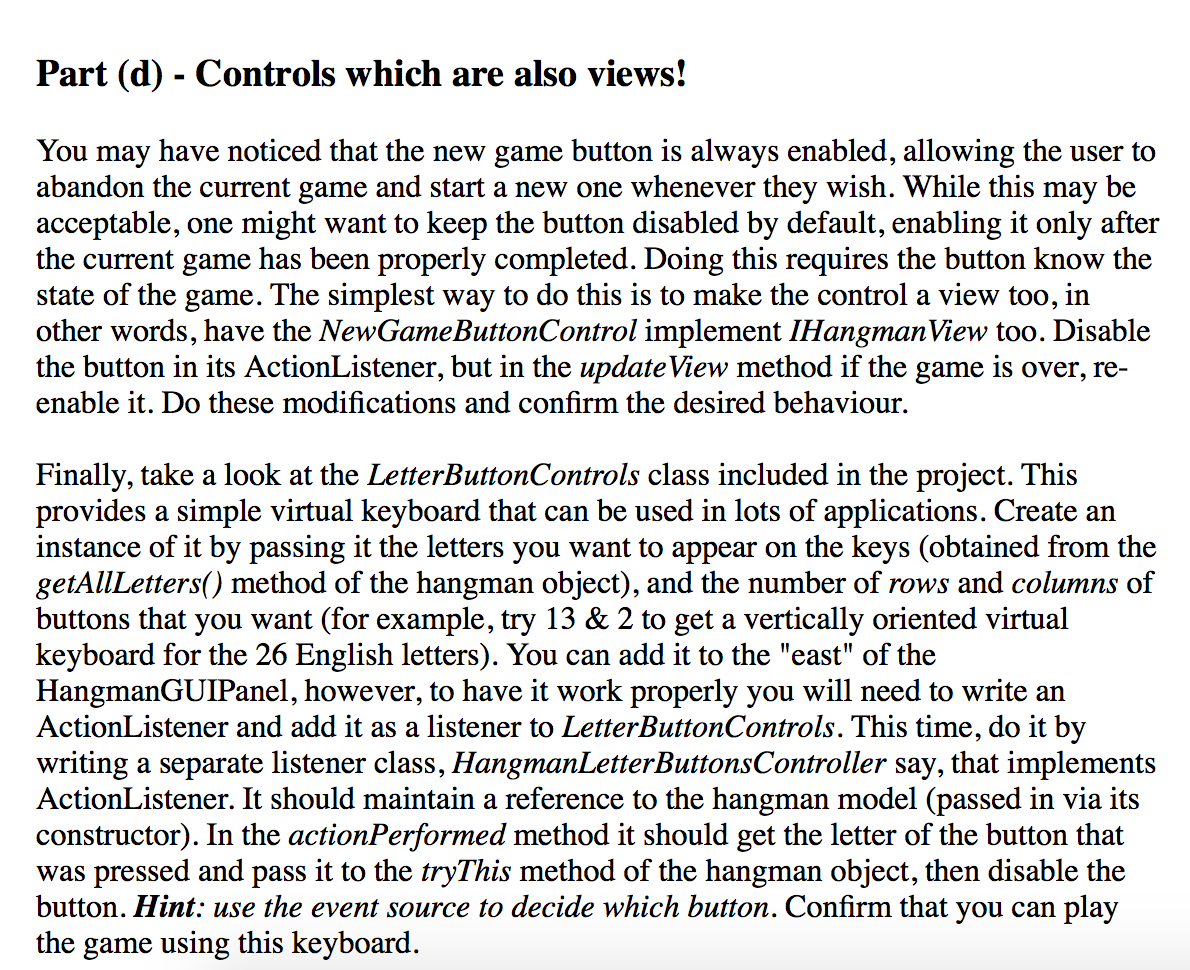 Part (d) - Controls which are also views!
You may have noticed that the new game button is always enabled, allowing the user to
abandon the current game and start a new one whenever they wish. While this may be
acceptable, one might want to keep the button disabled by default, enabling it only after
the current game has been properly completed. Doing this requires the button know the
state of the game. The simplest way to do this is to make the control a view too, in
other words, have the NewGameButtonControl implement IHangmanView too. Disable
the button in its ActionListener, but in the updateView method if the game is over, re-
enable it. Do these modifications and confirm the desired behaviour.
Finally, take a look at the LetterButtonControls class included in the project. This
provides a simple virtual keyboard that can be used in lots of applications. Create an
instance of it by passing it the letters you want to appear on the keys (obtained from the
getAllLetters() method of the hangman object), and the number of rows and columns of
buttons that you want (for example, try 13 & 2 to get a vertically oriented virtual
keyboard for the 26 English letters). You can add it to the "east" of the
HangmanGUIPanel, however, to have it work properly you will need to write an
ActionListener and add it as a listener to LetterButtonControls. This time, do it by
writing a separate listener class, HangmanLetterButtonsController say, that implements
ActionListener. It should maintain a reference to the hangman model (passed in via its
constructor). In the actionPerformed method it should get the letter of the button that
was pressed and pass it to the tryThis method of the hangman object, then disable the
button. Hint: use the event source to decide which button. Confirm that you can play
the game using this keyboard.